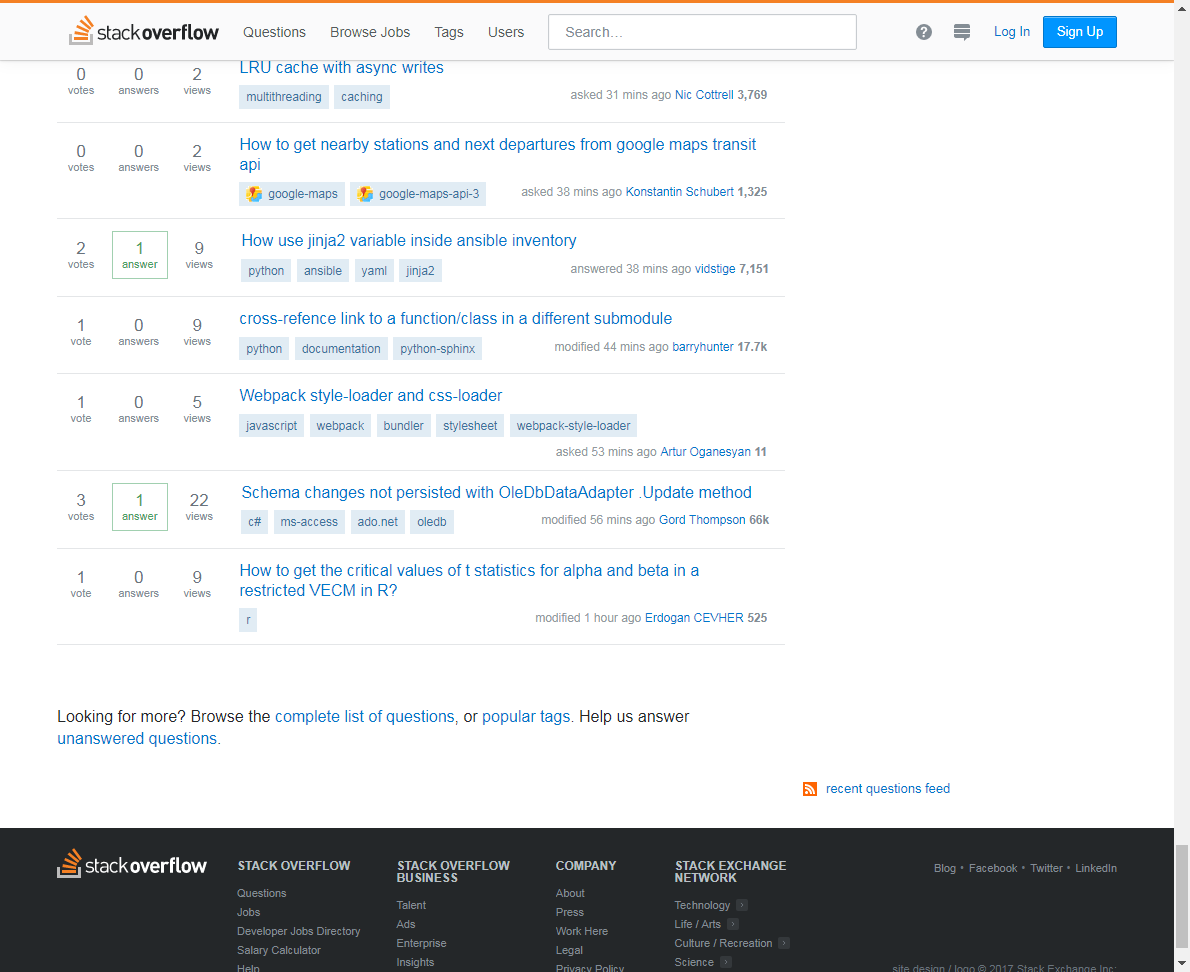 stackoverflow Questions Browse Jobs Tags Users Search... ? Log In Sign Up
LRU cache with async writes
0 0 2
votes answers views
multithreading caching asked 31 mins ago Nic Cottrell 3,769
How to get nearby stations and next departures from google maps transit
api
0 0 2
votes answers views
google-maps google-maps-api-3 asked 38 mins ago Konstantin Schubert 1,325
How use jinja2 variable inside ansible inventory
2 1 9
votes answer views
python ansible yaml jinja2 answered 38 mins ago vidstige 7,151
cross-refence link to a function/class in a different submodule
1 0 9
vote answers views
python documentation python-sphinx modified 44 mins ago barryhunter 17.7k
Webpack style-loader and css-loader
1 0 5
vote answers views
javascript webpack bundler stylesheet webpack-style-loader
asked 53 mins ago Artur Oganesyan 11
Schema changes not persisted with OleDbDataAdapter .Update method
3 1 22
votes answer views
c# ms-access ado.net oledb modified 56 mins ago Gord Thompson 66k
How to get the critical values of t statistics for alpha and beta in a
restricted VECM in R?
1 0 9
vote answers views
r modified 1 hour ago Erdogan CEVHER 525
Looking for more? Browse the complete list of questions, or popular tags. Help us answer
unanswered questions.
recent questions feed
stackoverflow
STACK OVERFLOW
Questions
Jobs
Developer Jobs Directory
Salary Calculator
Help
STACK OVERFLOW
BUSINESS
Talent
Ads
Enterprise
Insights
COMPANY
About
Press
Work Here
Legal
Privacy Policy
STACK EXCHANGE
NETWORK
Technology
Life / Arts
Culture / Recreation
Science
Blog • Facebook • Twitter • LinkedIn
site design / logo © 2017 Stack Exchange Inc;